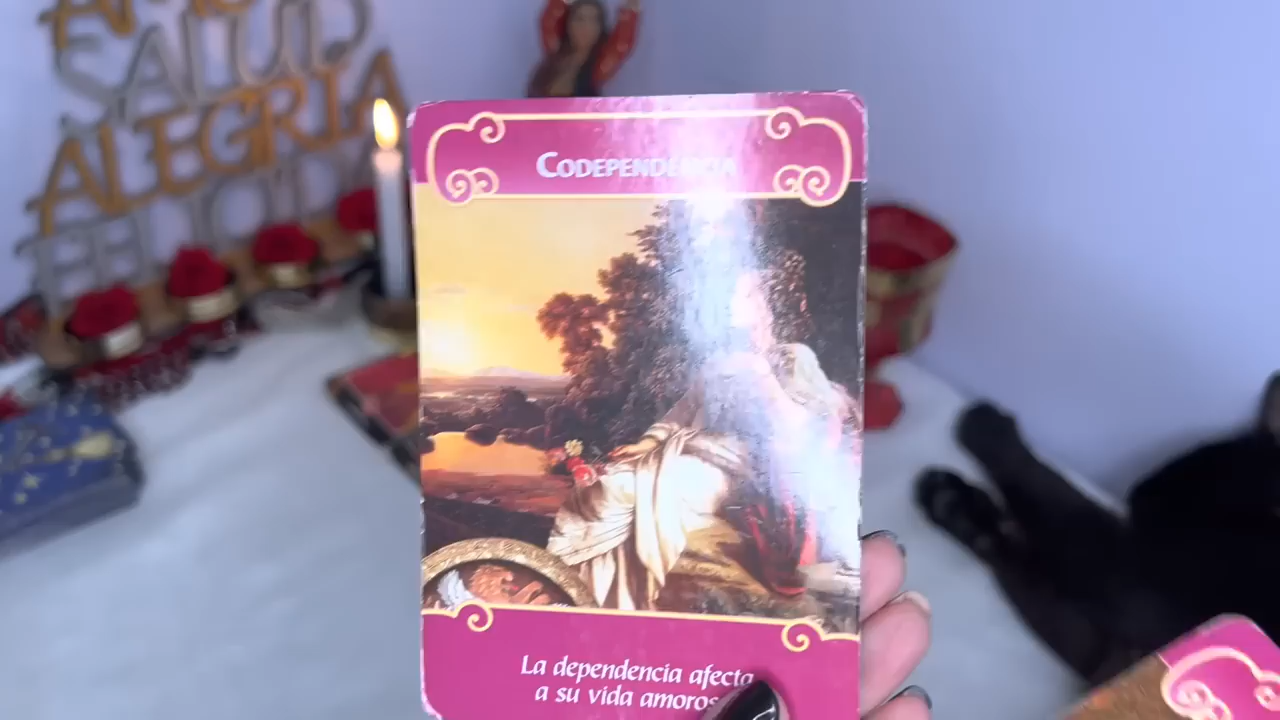 SALUD
ALEGRIA
CODEPENDENCIA
La dependencia afecta
a su vida